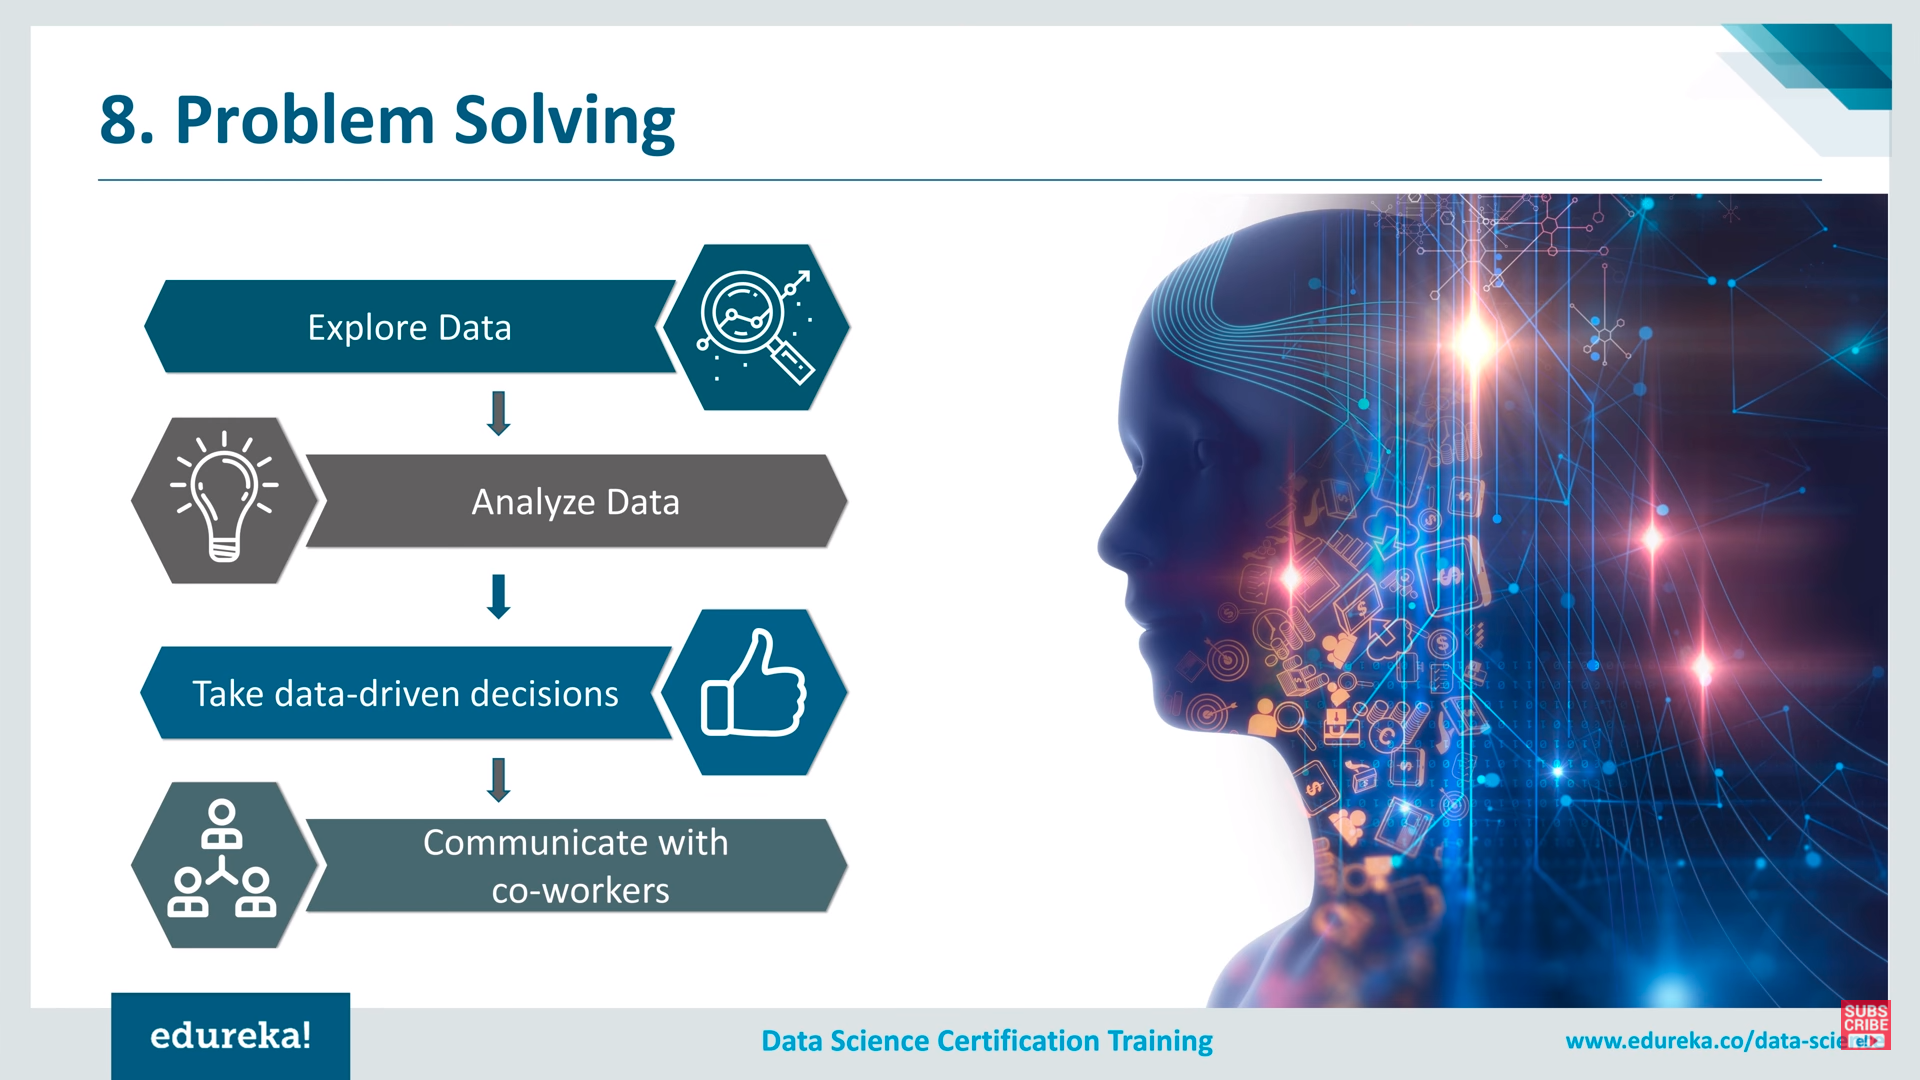 8. Problem Solving
Explore Data
Analyze Data
Take data-driven decisions
Communicate with
co-workers
edureka!
Data Science Certification Training
www.edureka.co/data-scie
SUBS
CRIBE